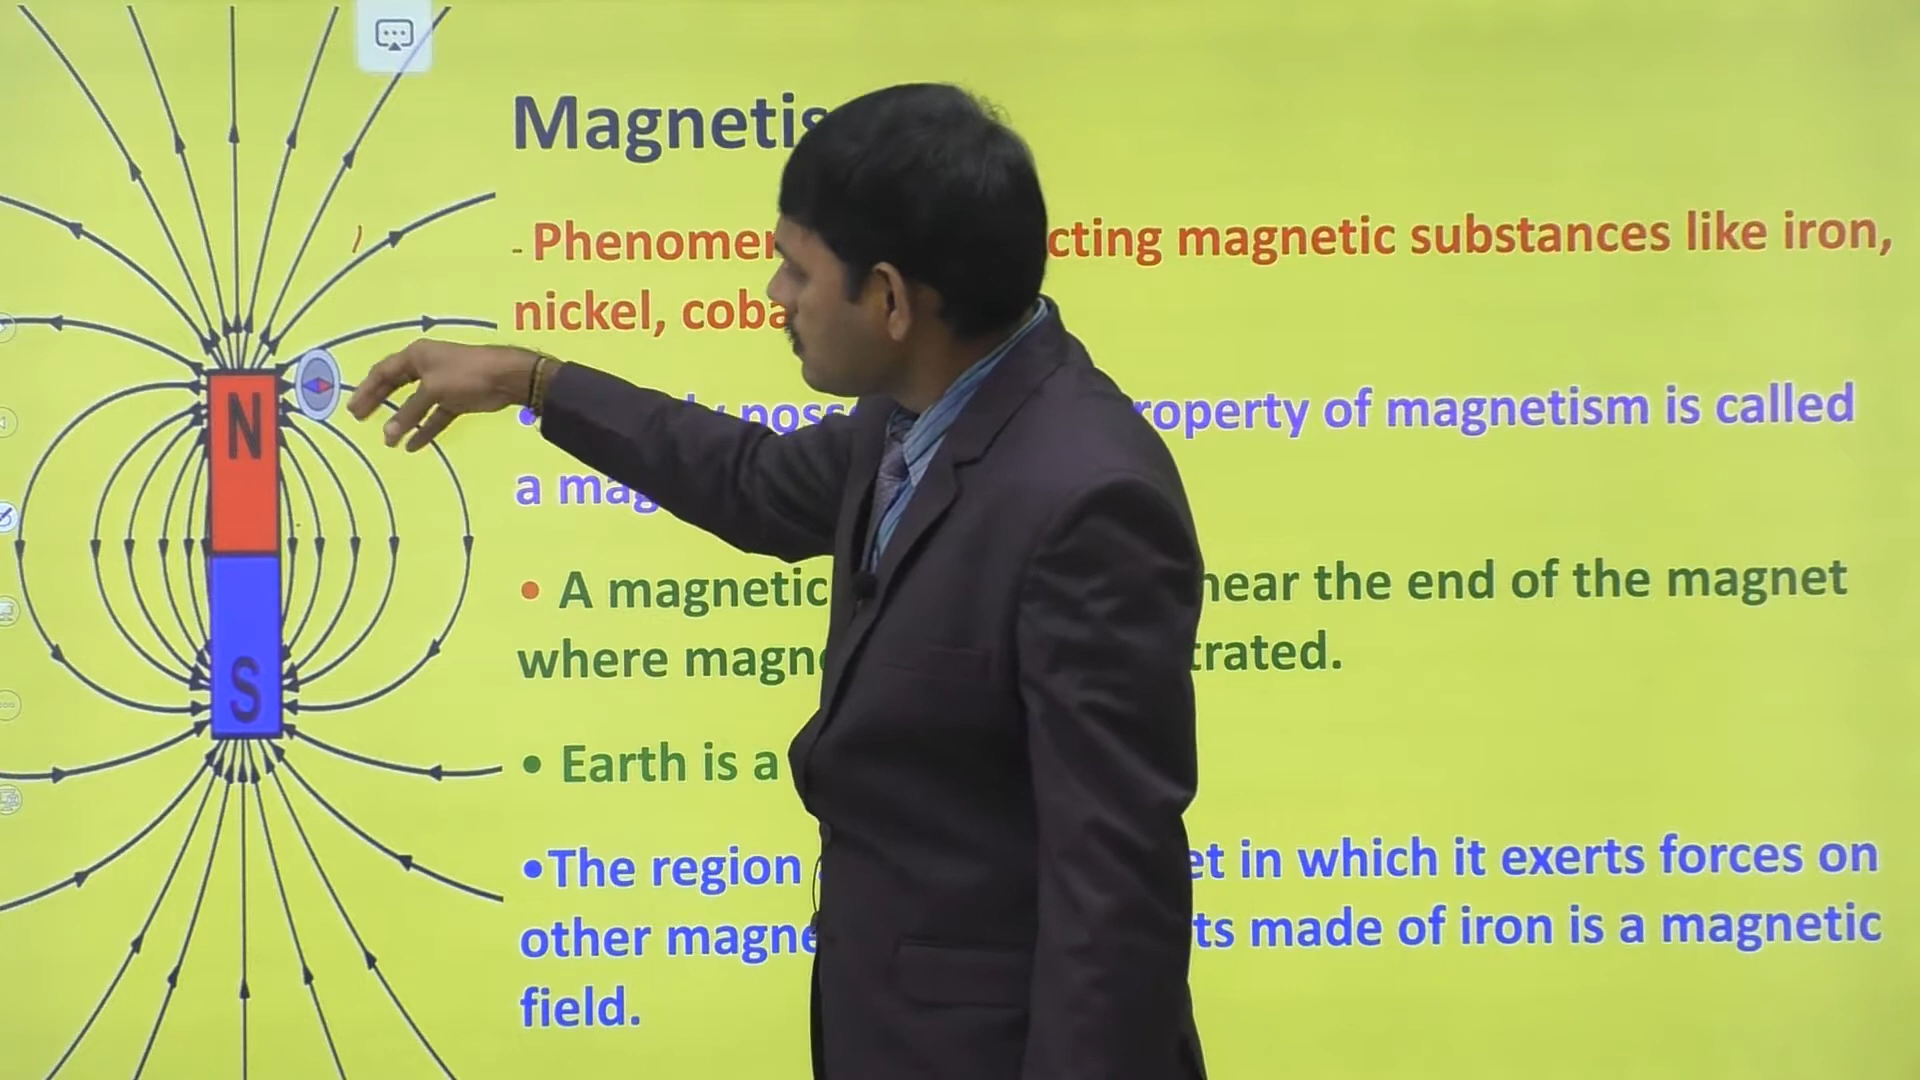 Magnetis
- Phenomen cting magnetic substances like iron,
nickel, coba
poss roperty of magnetism is called
a mag
N
• A magnetic near the end of the magnet
where magn trated.
S
• Earth is a
•The region et in which it exerts forces on
other magne ts made of iron is a magnetic
field.